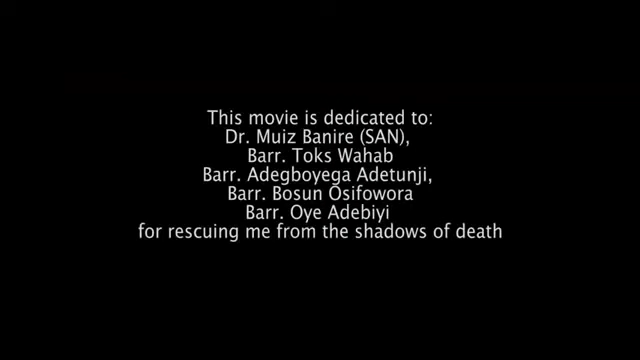 This movie is dedicated to:
Dr. Muiz Banire (SAN),
Barr. Toks Wahab
Barr. Adegboyega Adetunji,
Barr. Bosun Osifowora
Barr. Oye Adebiyi
for rescuing me from the shadows of death